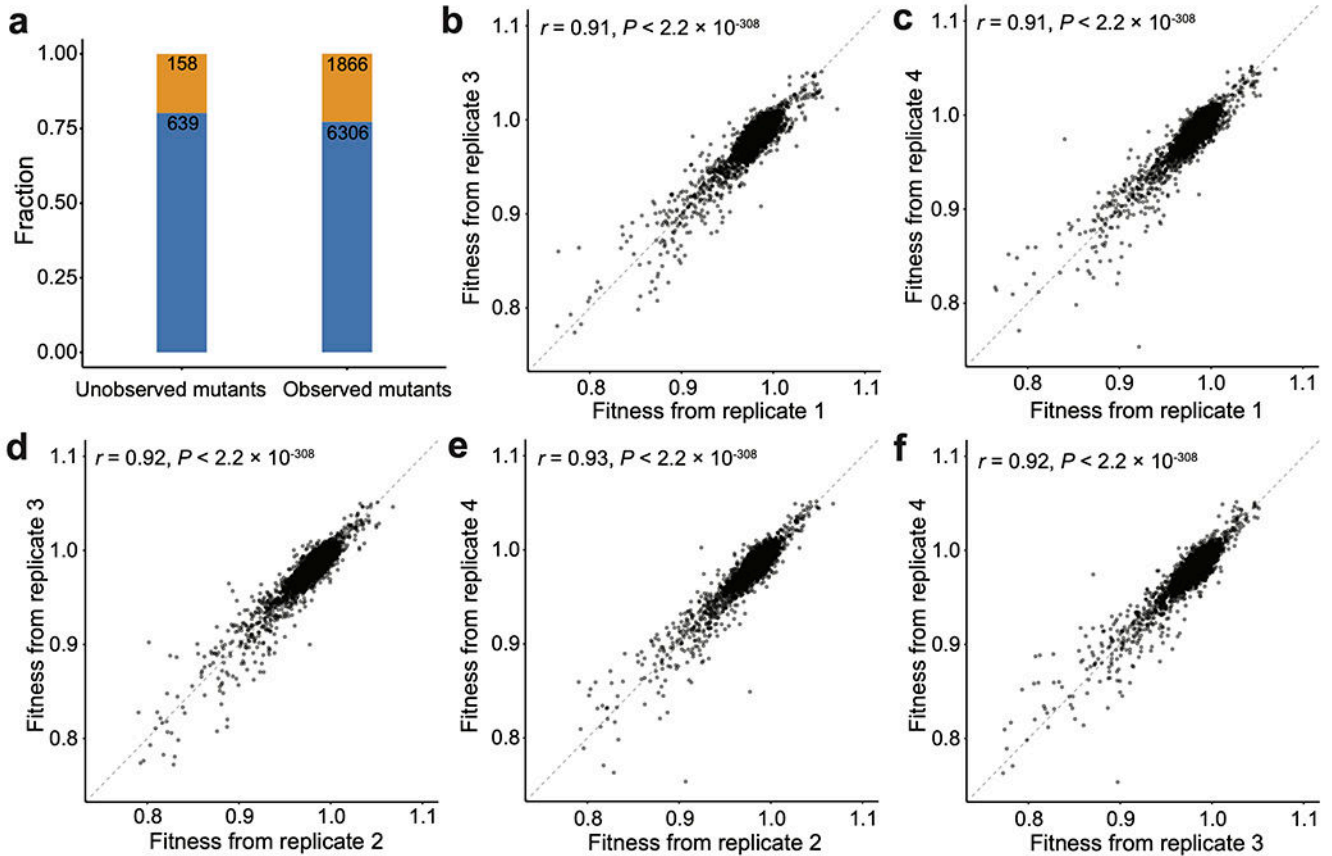 a
1.00
0.75
0.50
0.25
0.00
Fraction
158
639
1866
6306
Unobserved mutants
Observed mutants
b
r = 0.91, P < 2.2 × 10⁻³⁰⁸
1.1
1.0
0.9
0.8
Fitness from replicate 3
0.8 0.9 1.0 1.1
Fitness from replicate 1
c
r = 0.91, P < 2.2 × 10⁻³⁰⁸
1.1
1.0
0.9
0.8
Fitness from replicate 4
0.8 0.9 1.0 1.1
Fitness from replicate 1
d
r = 0.92, P < 2.2 × 10⁻³⁰⁸
1.1
1.0
0.9
0.8
Fitness from replicate 3
0.8 0.9 1.0 1.1
Fitness from replicate 2
e
r = 0.93, P < 2.2 × 10⁻³⁰⁸
1.1
1.0
0.9
0.8
Fitness from replicate 4
0.8 0.9 1.0 1.1
Fitness from replicate 2
f
r = 0.92, P < 2.2 × 10⁻³⁰⁸
1.1
1.0
0.9
0.8
Fitness from replicate 4
0.8 0.9 1.0 1.1
Fitness from replicate 3